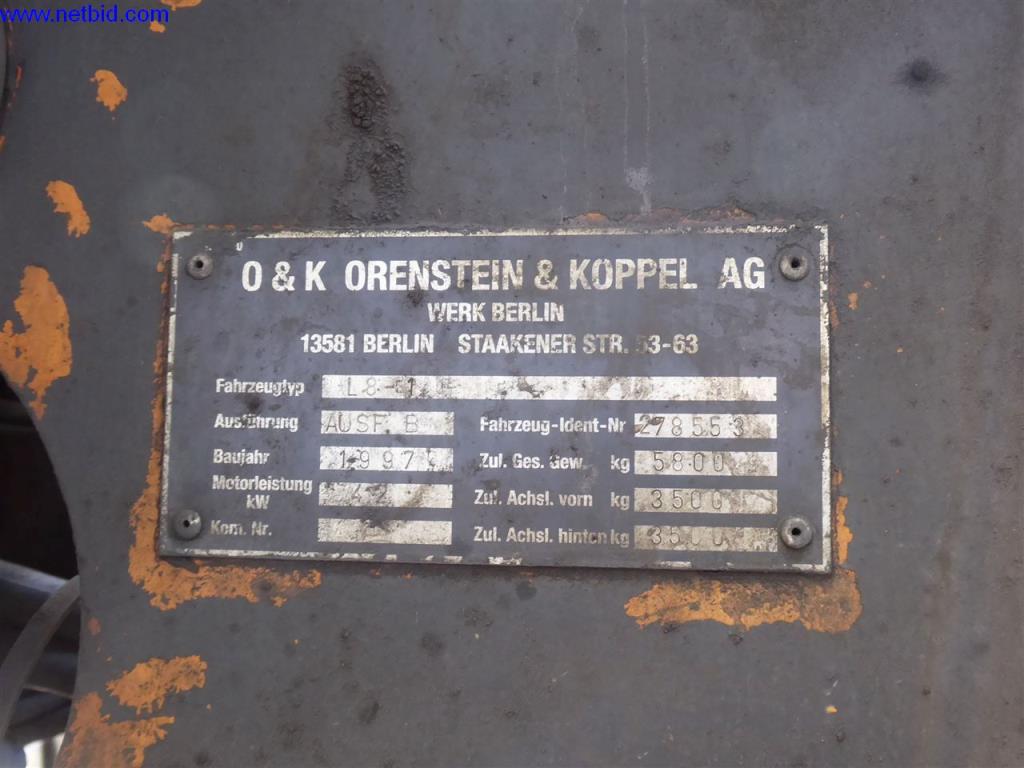 www.netbid.com
O & K ORENSTEIN & KOPPEL AG
WERK BERLIN
13581 BERLIN STAAKENER STR. 53-63
Fahrzeugtyp
Ausführung AUSF. B Fahrzeug-Ident-Nr 278553
Baujahr 1997 Zul. Ges. Gew. kg 5800
Motorleistung kW 42 Zul. Achsl. vorn kg 3500
Kom. Nr. Zul. Achsl. hinten kg 3500